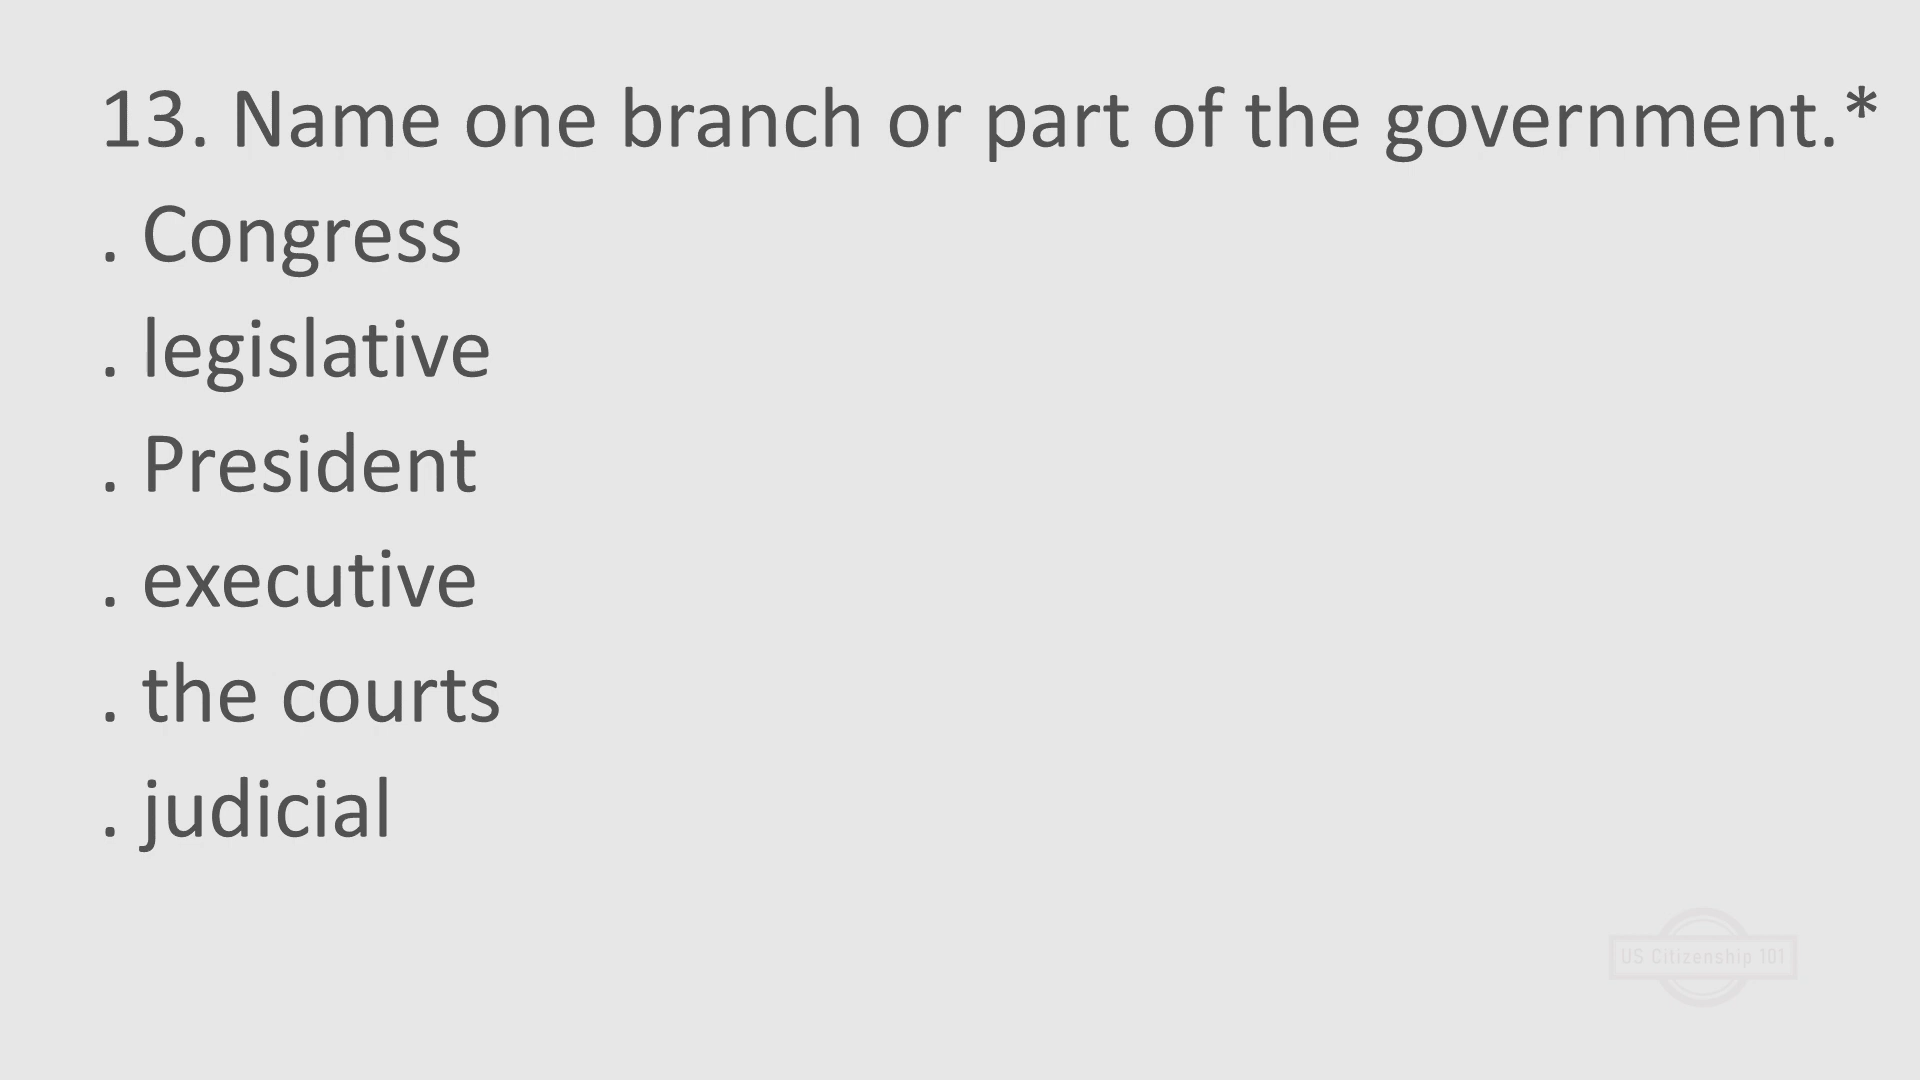 13. Name one branch or part of the government.*
. Congress
. legislative
. President
. executive
. the courts
. judicial
US Citizenship 101